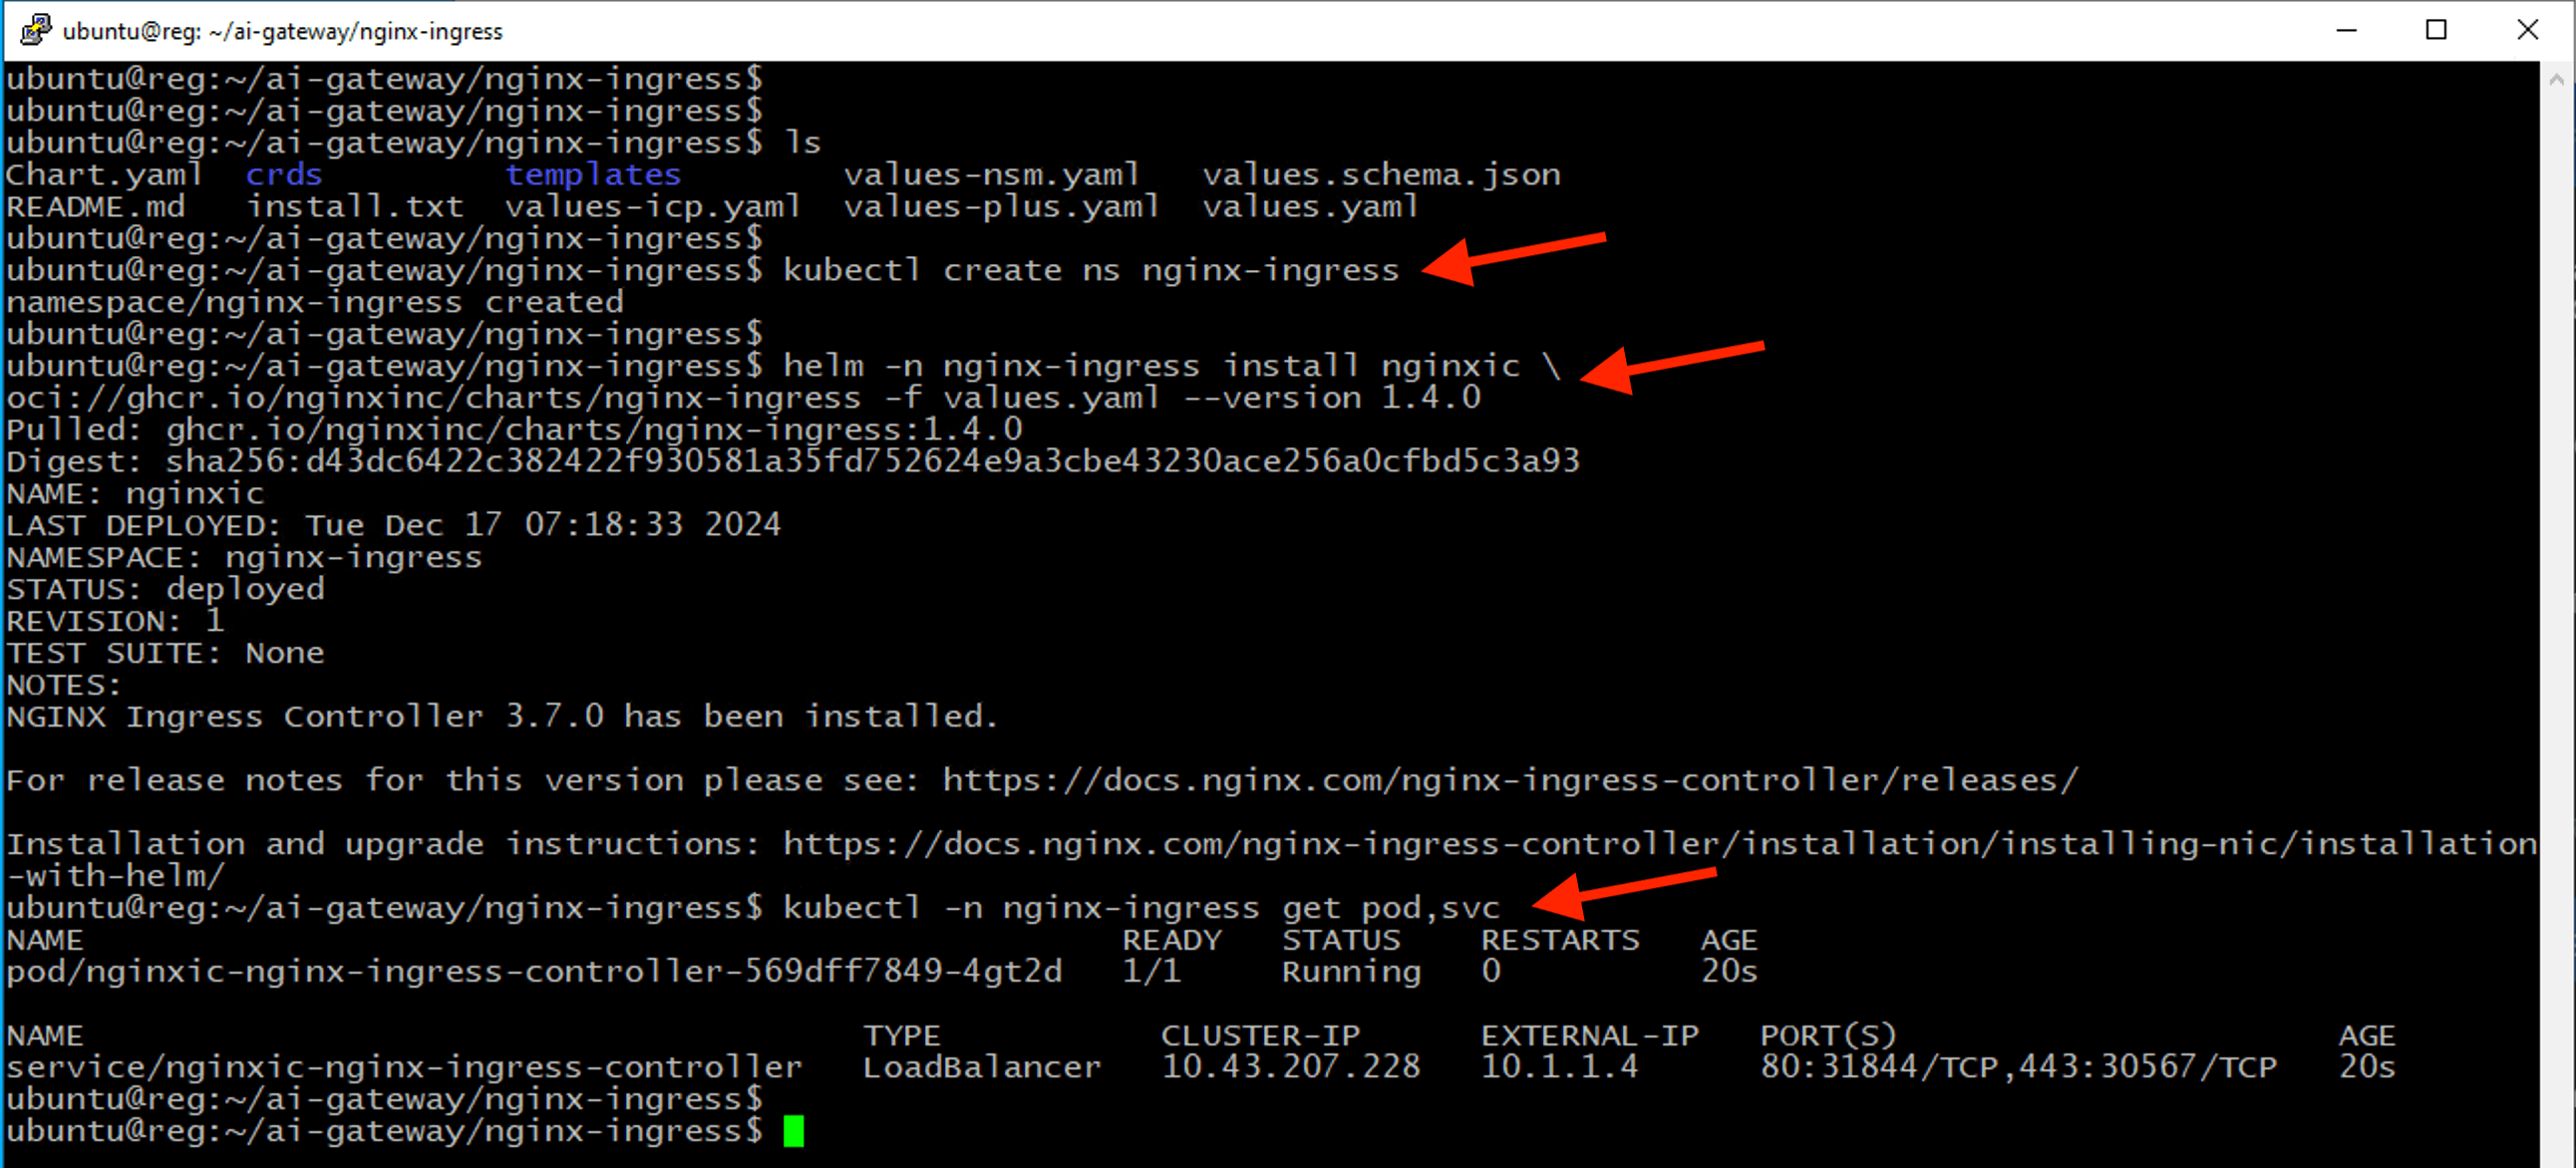 ubuntu@reg: ~/ai-gateway/nginx-ingress
ubuntu@reg:~/ai-gateway/nginx-ingress$
ubuntu@reg:~/ai-gateway/nginx-ingress$
ubuntu@reg:~/ai-gateway/nginx-ingress$ ls
Chart.yaml  crds         templates        values-nsm.yaml   values.schema.json
README.md   install.txt  values-icp.yaml  values-plus.yaml  values.yaml
ubuntu@reg:~/ai-gateway/nginx-ingress$
ubuntu@reg:~/ai-gateway/nginx-ingress$ kubectl create ns nginx-ingress
namespace/nginx-ingress created
ubuntu@reg:~/ai-gateway/nginx-ingress$
ubuntu@reg:~/ai-gateway/nginx-ingress$ helm -n nginx-ingress install nginxic \
oci://ghcr.io/nginxinc/charts/nginx-ingress -f values.yaml --version 1.4.0
Pulled: ghcr.io/nginxinc/charts/nginx-ingress:1.4.0
Digest: sha256:d43dc6422c382422f930581a35fd752624e9a3cbe43230ace256a0cfbd5c3a93
NAME: nginxic
LAST DEPLOYED: Tue Dec 17 07:18:33 2024
NAMESPACE: nginx-ingress
STATUS: deployed
REVISION: 1
TEST SUITE: None
NOTES:
NGINX Ingress Controller 3.7.0 has been installed.
For release notes for this version please see: https://docs.nginx.com/nginx-ingress-controller/releases/
Installation and upgrade instructions: https://docs.nginx.com/nginx-ingress-controller/installation/installing-nic/installation
-with-helm/
ubuntu@reg:~/ai-gateway/nginx-ingress$ kubectl -n nginx-ingress get pod,svc
NAME                                                    READY   STATUS    RESTARTS   AGE
pod/nginxic-nginx-ingress-controller-569dff7849-4gt2d   1/1     Running   0          20s
NAME                                       TYPE           CLUSTER-IP      EXTERNAL-IP   PORT(S)                      AGE
service/nginxic-nginx-ingress-controller   LoadBalancer   10.43.207.228   10.1.1.4      80:31844/TCP,443:30567/TCP   20s
ubuntu@reg:~/ai-gateway/nginx-ingress$
ubuntu@reg:~/ai-gateway/nginx-ingress$